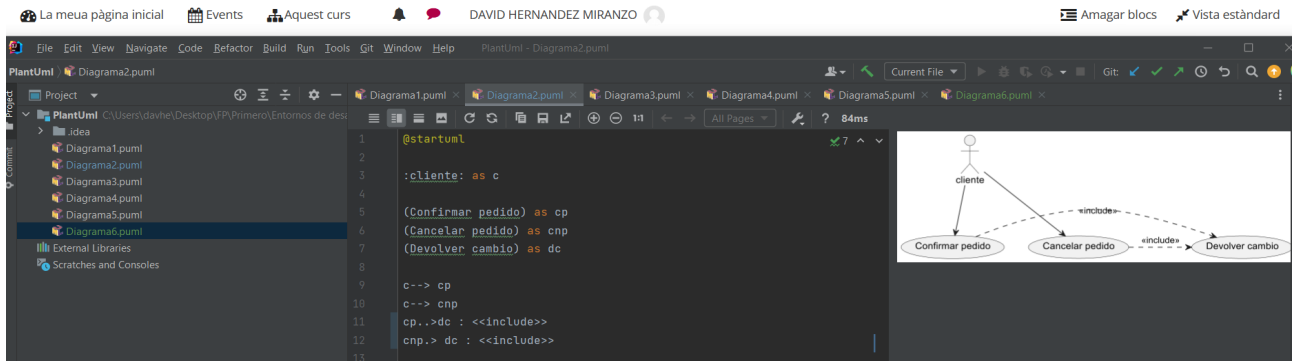 La meua pàgina inicial Events Aquest curs DAVID HERNANDEZ MIRANZO Amagar blocs Vista estàndard
File Edit View Navigate Code Refactor Build Run Tools Git Window Help PlantUml - Diagrama2.puml
PlantUml Diagrama2.puml Current File Git:
Project Project Diagrama1.puml Diagrama2.puml Diagrama3.puml Diagrama4.puml Diagrama5.puml Diagrama6.puml
PlantUml C:\Users\davhe\Desktop\FP\Primero\Entornos de desa 1:1 All Pages ? 84ms
.idea
Diagrama1.puml
Diagrama2.puml
Diagrama3.puml
Diagrama4.puml
Diagrama5.puml
Diagrama6.puml
External Libraries
Scratches and Consoles
Commit
1 @startuml 7
2
3 :cliente: as c
4
5 (Confirmar pedido) as cp
6 (Cancelar pedido) as cnp
7 (Devolver cambio) as dc
8
9 c--> cp
10 c--> cnp
11 cp..>dc : <<include>>
12 cnp.> dc : <<include>>
13
cliente
«include»
Confirmar pedido Cancelar pedido «include» Devolver cambio